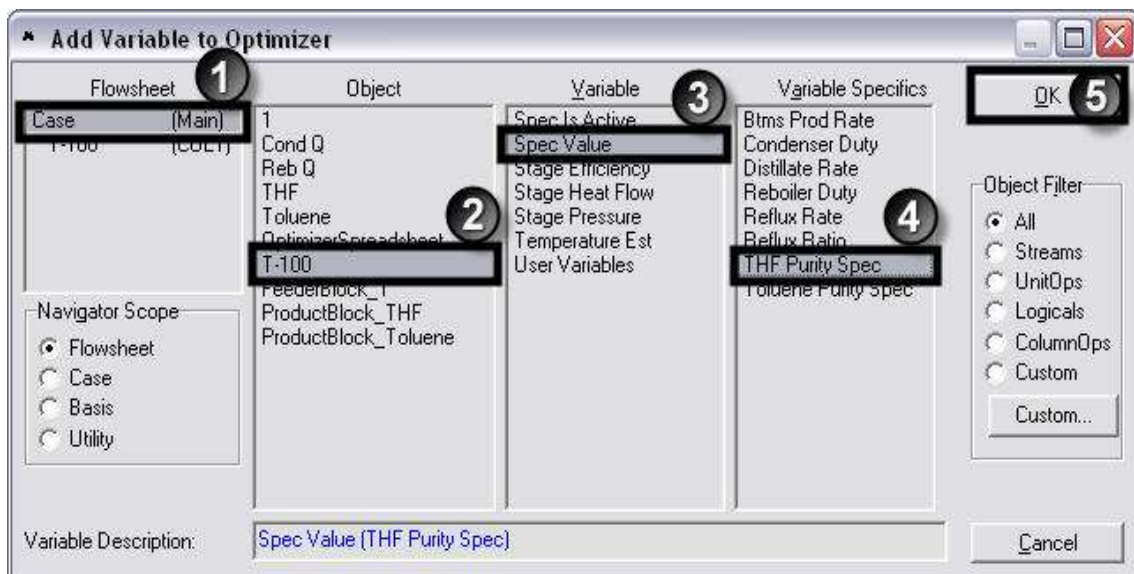 Add Variable to Optimizer
1
Flowsheet
Case (Main)
T-100 (COL1)
Navigator Scope
Flowsheet
Case
Basis
Utility
Object
1
Cond Q
Reb Q
THF
Toluene
OptimizerSpreadsheet
2
T-100
FeederBlock_1
ProductBlock_THF
ProductBlock_Toluene
Variable
3
Spec Is Active
Spec Value
Stage Efficiency
Stage Heat Flow
Stage Pressure
Temperature Est
User Variables
Variable Specifics
Btms Prod Rate
Condenser Duty
Distillate Rate
Reboiler Duty
Reflux Rate
Reflux Ratio
4
THF Purity Spec
Toluene Purity Spec
OK
5
Object Filter
All
Streams
UnitOps
Logicals
ColumnOps
Custom
Custom...
Variable Description:
Spec Value (THF Purity Spec)
Cancel